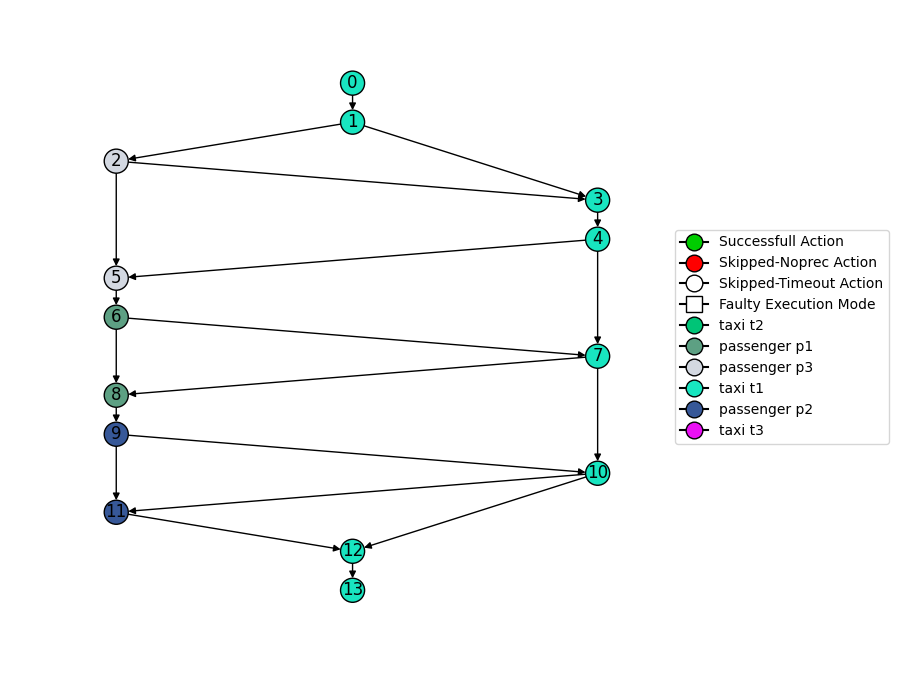 0
1
2
3
4
5
6
7
8
9
10
11
12
13
Successfull Action
Skipped-Noprec Action
Skipped-Timeout Action
Faulty Execution Mode
taxi t2
passenger p1
passenger p3
taxi t1
passenger p2
taxi t3